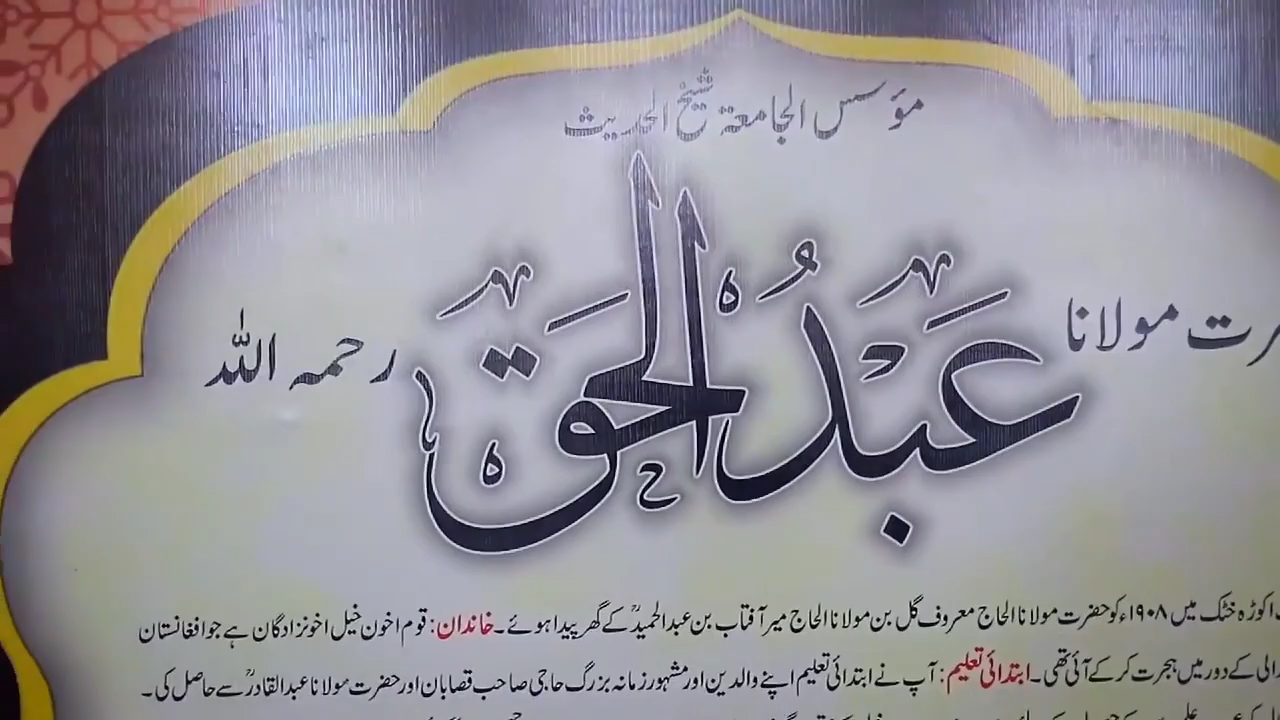 مؤسس الجامعة شیخ الحدیث
مولانا عَبْدُ الْحَقّ رحمہ اللہ
اکوڑہ خٹک میں ۱۹۰۸ء کو حضرت مولانا الحاج معروف گل بن مولانا الحاج میر آفتاب بن عبدالحمیدؒ کے گھر پیدا ہوئے۔ خاندان: قوم اخون خیل اخونزادگان ہے جو افغانستان
کے دور میں ہجرت کر کے آئی تھی۔ ابتدائی تعلیم: آپ نے ابتدائی تعلیم اپنے والدین اور مشہور زمانہ بزرگ حاجی صاحب قصابان اور حضرت مولانا عبدالقادرؒ سے حاصل کی۔